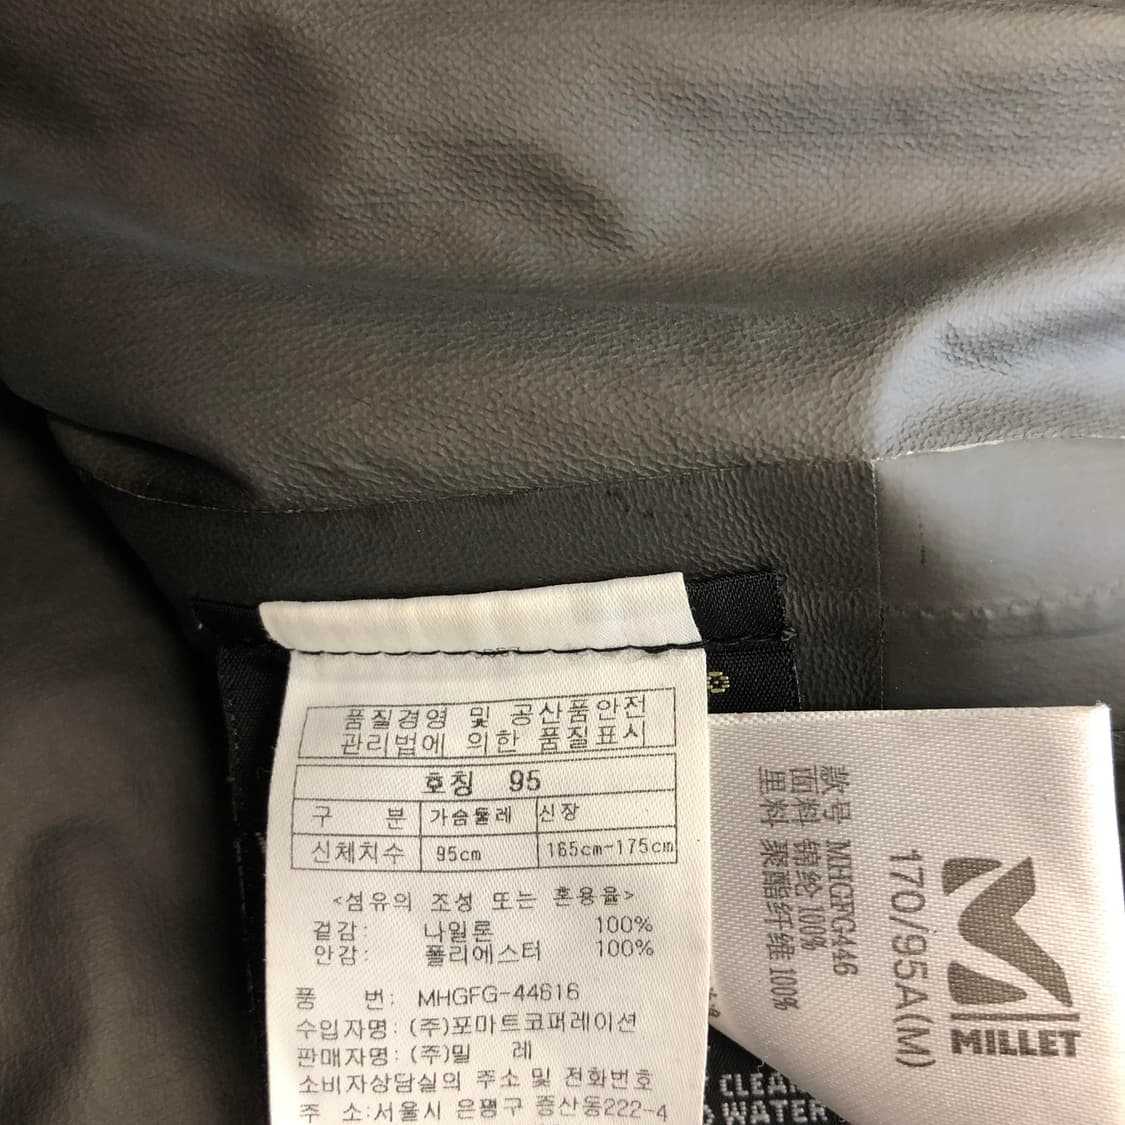 품질경영 및 공산품안전
관리법에 의한 품질표시
호칭 95
구 분 가슴둘레 신장
신체치수 95cm 165cm-175cm
<섬유의 조성 또는 혼용율>
겉감: 나일론 100%
안감: 폴리에스터 100%
품 번: MHGFG-44616
수입자명: (주)포마트코퍼레이션
판매자명: (주)밀 레
소비자상담실의 주소 및 전화번호
주 소:서울시 은평구 증산동222-4
MILLET
170/95A(M)
款号 MHGFG446
面料 锦纶 100%
里料 聚酯纤维 100%
WATER